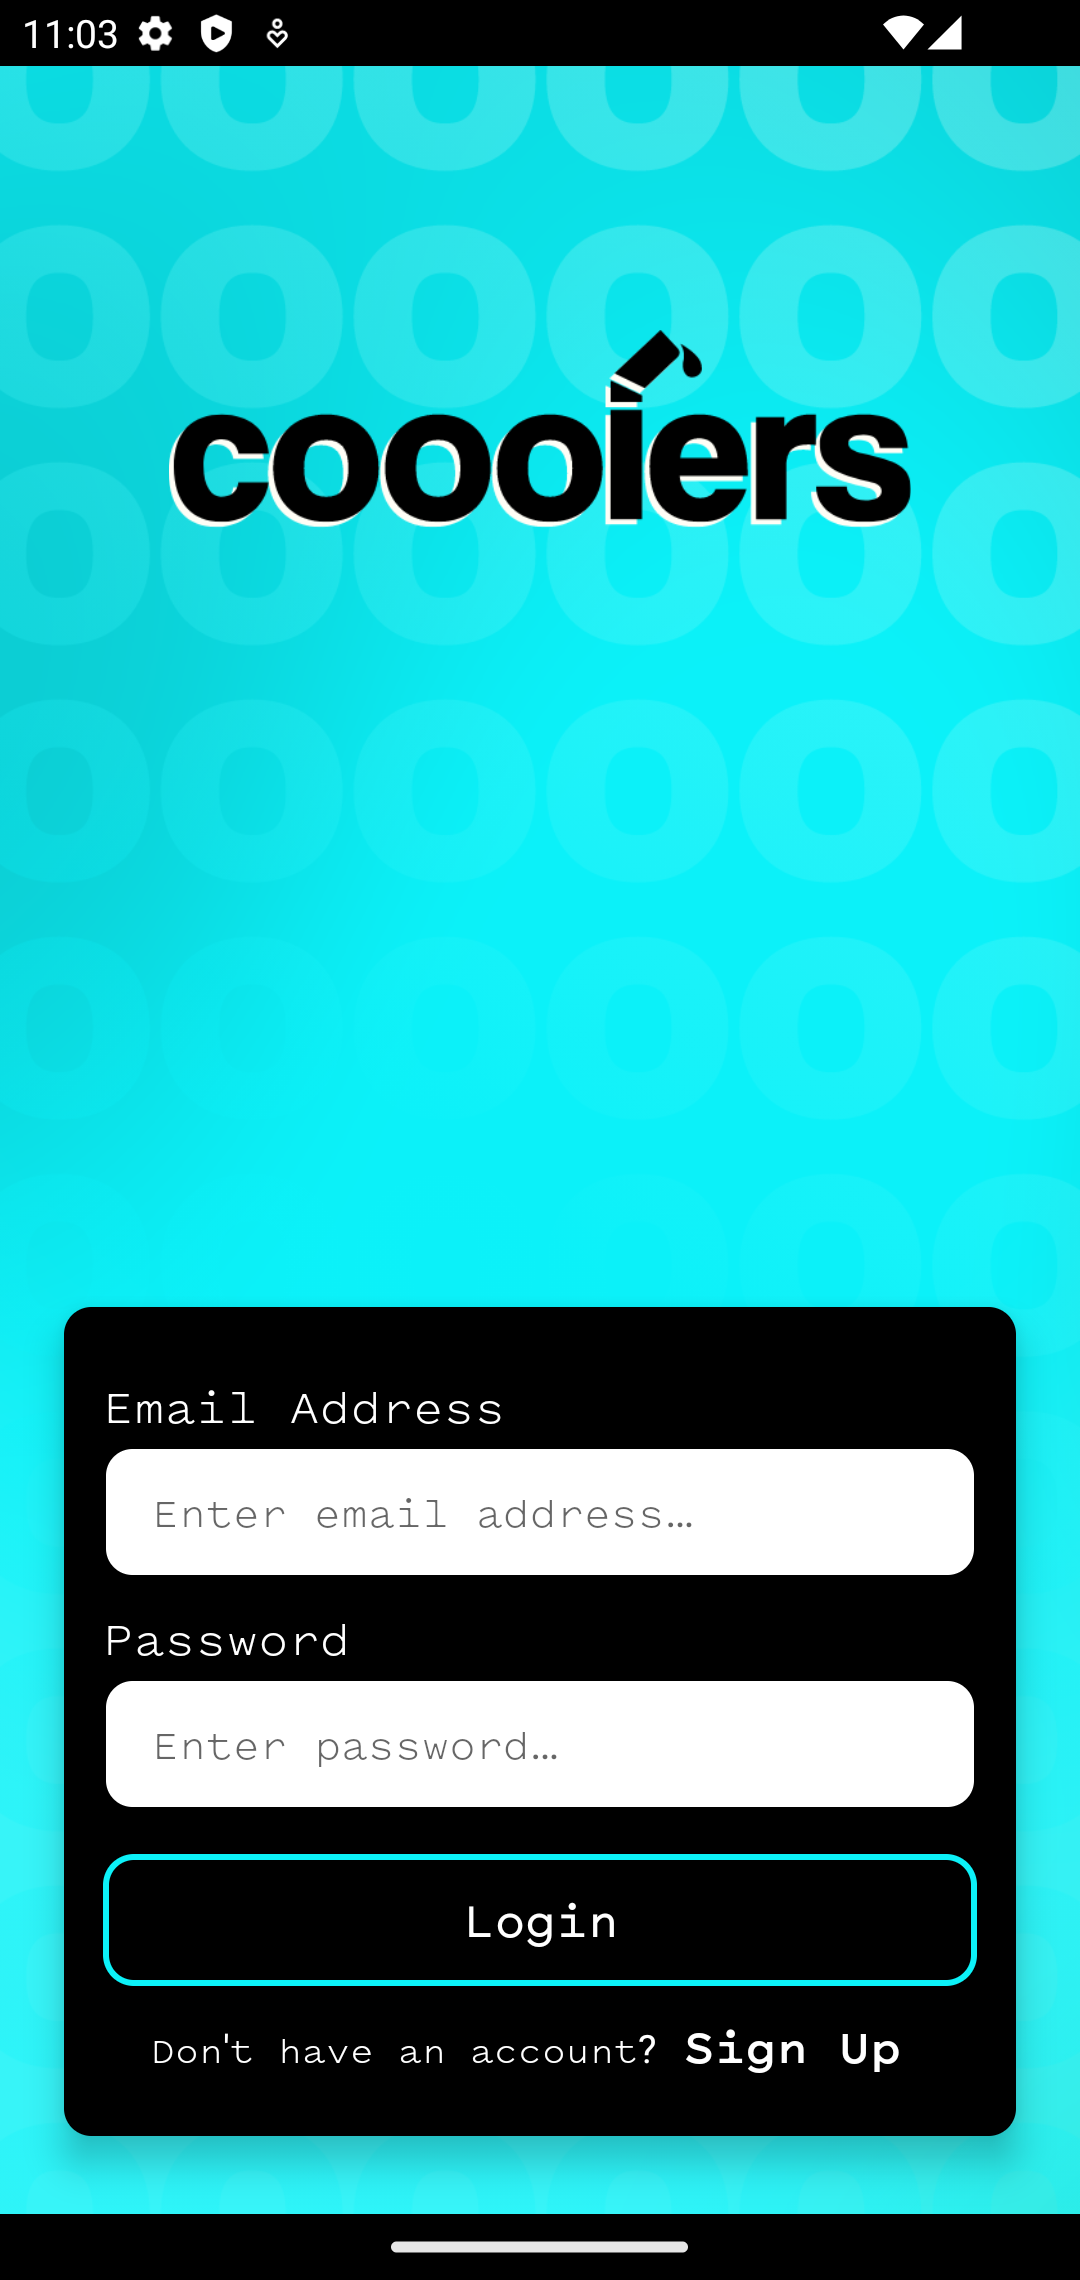 11:03
cooolers
Email Address
Enter email address…
Password
Enter password…
Login
Don't have an account? Sign Up